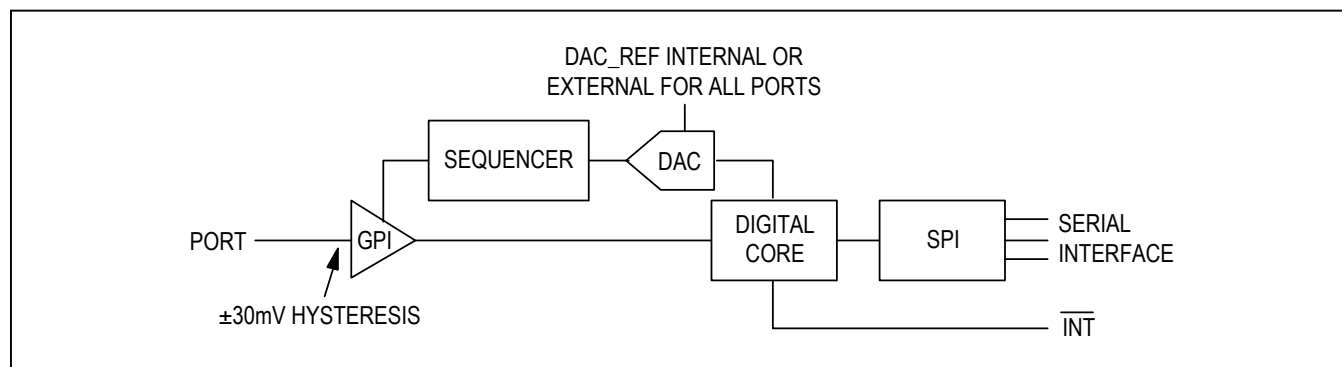 DAC_REF INTERNAL OR
EXTERNAL FOR ALL PORTS
SEQUENCER
DAC
PORT
GPI
DIGITAL
CORE
SPI
SERIAL
INTERFACE
±30mV HYSTERESIS
INT